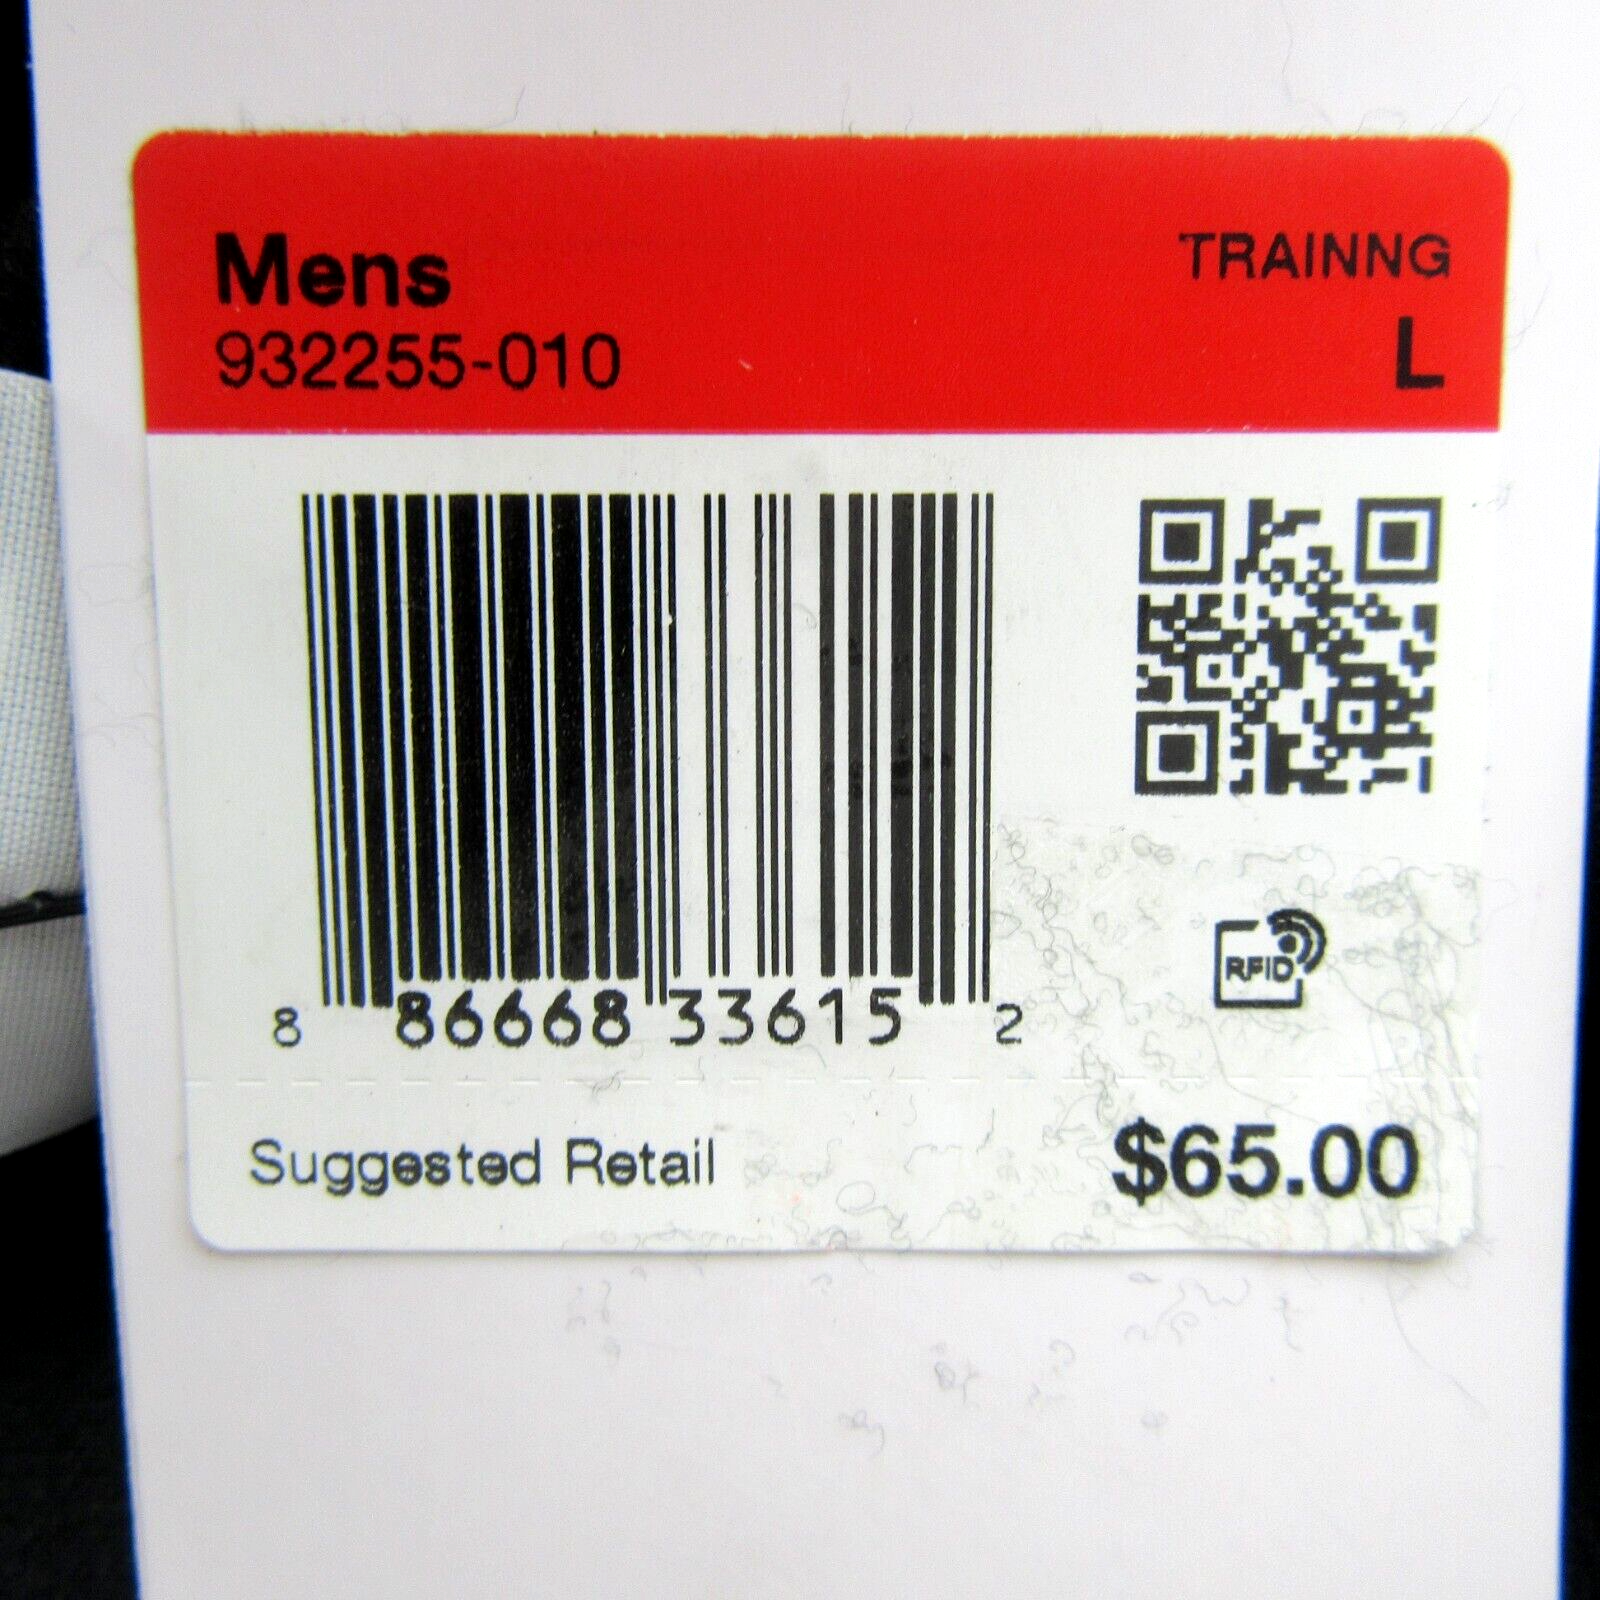 Mens
TRAINNG
932255-010
L
8 86668 33615 2
RFID
Suggested Retail
$65.00